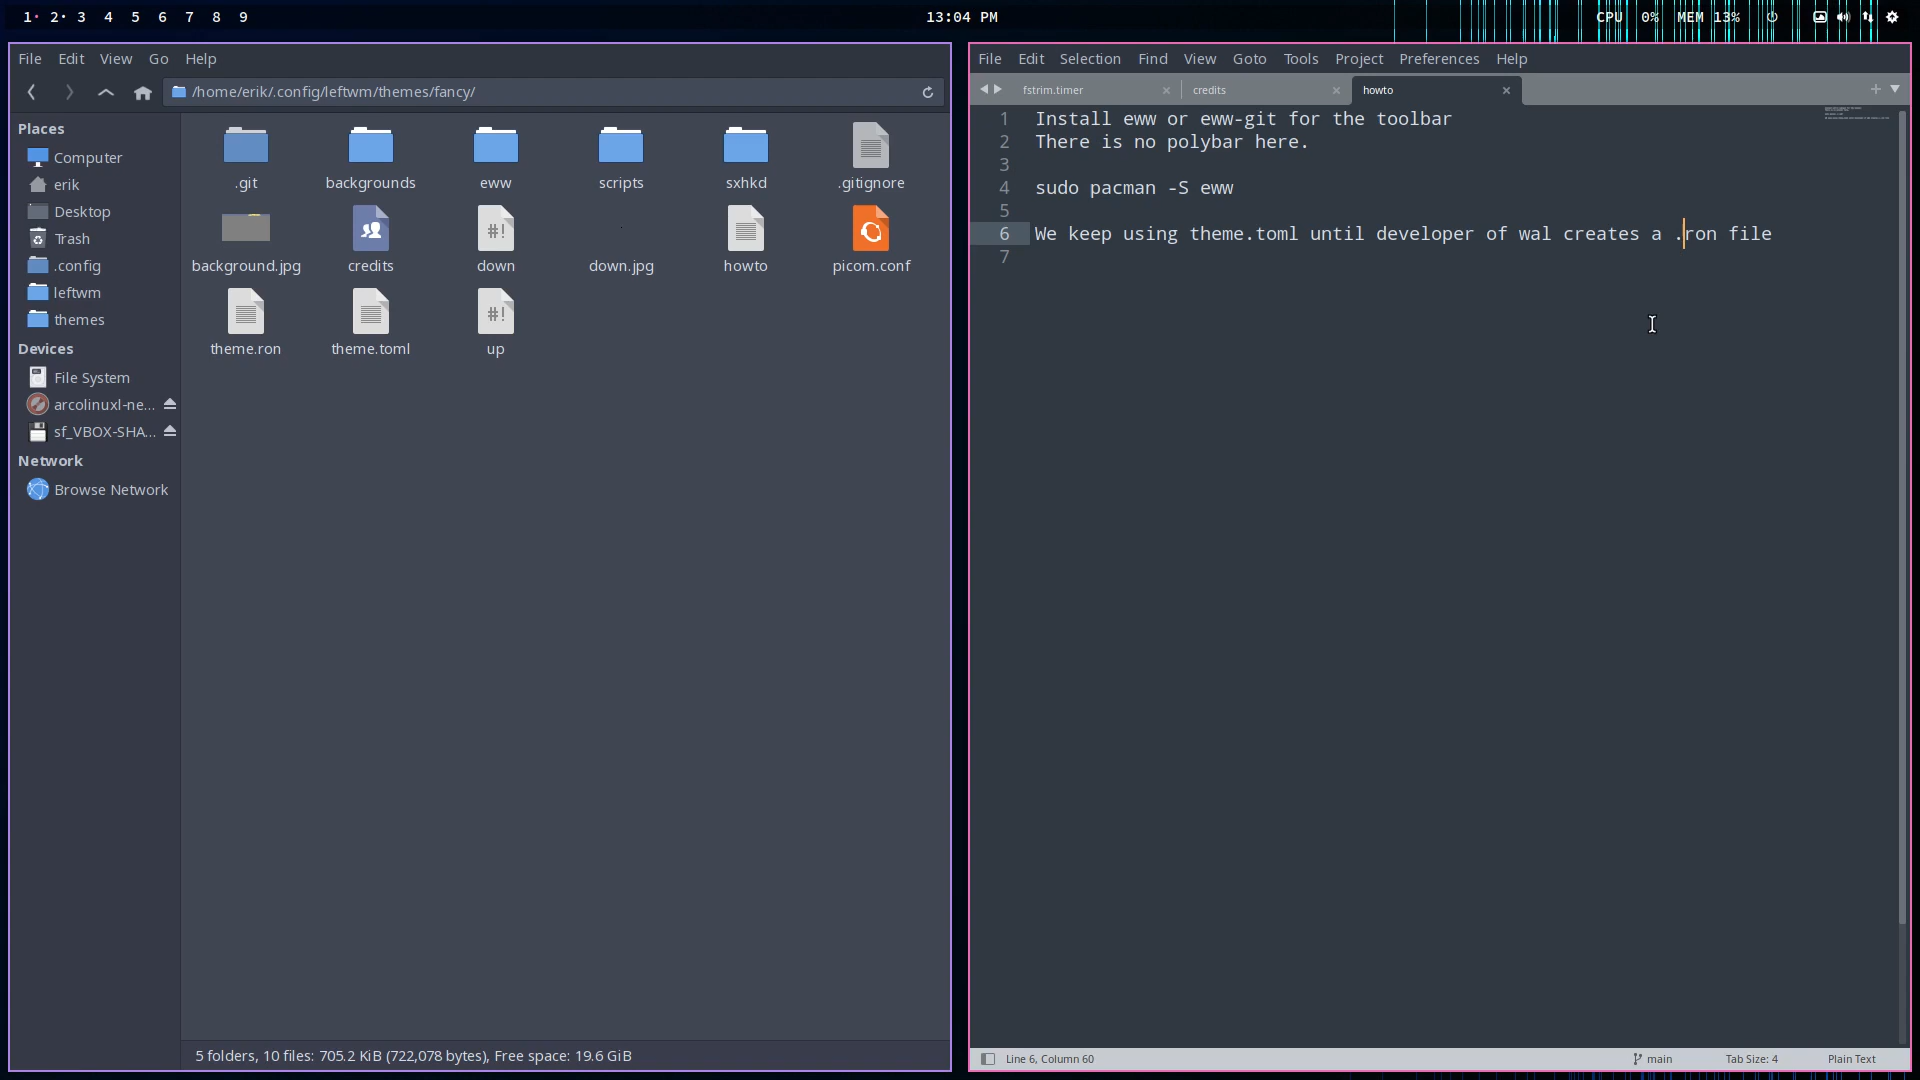 1 2 3 4 5 6 7 8 9
13:04 PM
CPU 0% MEM 13%
File Edit View Go Help
/home/erik/.config/leftwm/themes/fancy/
Places
Computer
erik
Desktop
Trash
.config
leftwm
themes
Devices
File System
arcolinuxl-ne...
sf_VBOX-SHA...
Network
Browse Network
.git backgrounds eww scripts sxhkd .gitignore
background.jpg credits down down.jpg howto picom.conf
theme.ron theme.toml up
5 folders, 10 files: 705.2 KiB (722,078 bytes), Free space: 19.6 GiB
File Edit Selection Find View Goto Tools Project Preferences Help
fstrim.timer credits howto
1 Install eww or eww-git for the toolbar
2 There is no polybar here.
3
4 sudo pacman -S eww
5
6 We keep using theme.toml until developer of wal creates a .ron file
7
Line 6, Column 60
main Tab Size: 4 Plain Text